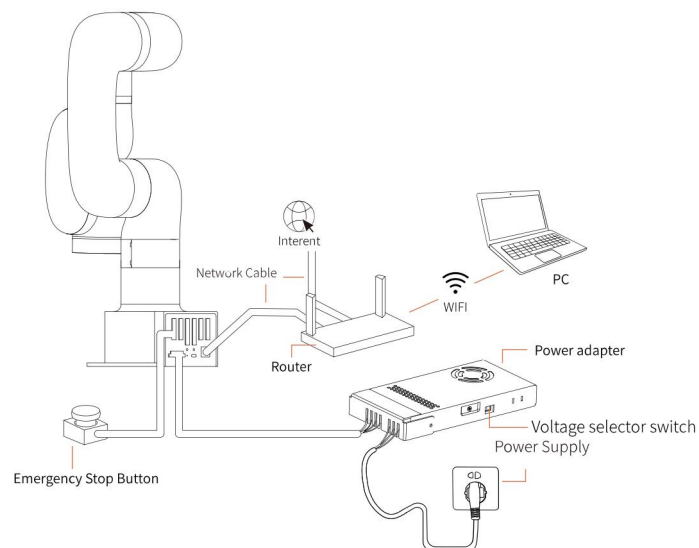 Interent
Network Cable
WIFI
PC
Router
Power adapter
Voltage selector switch
Power Supply
Emergency Stop Button